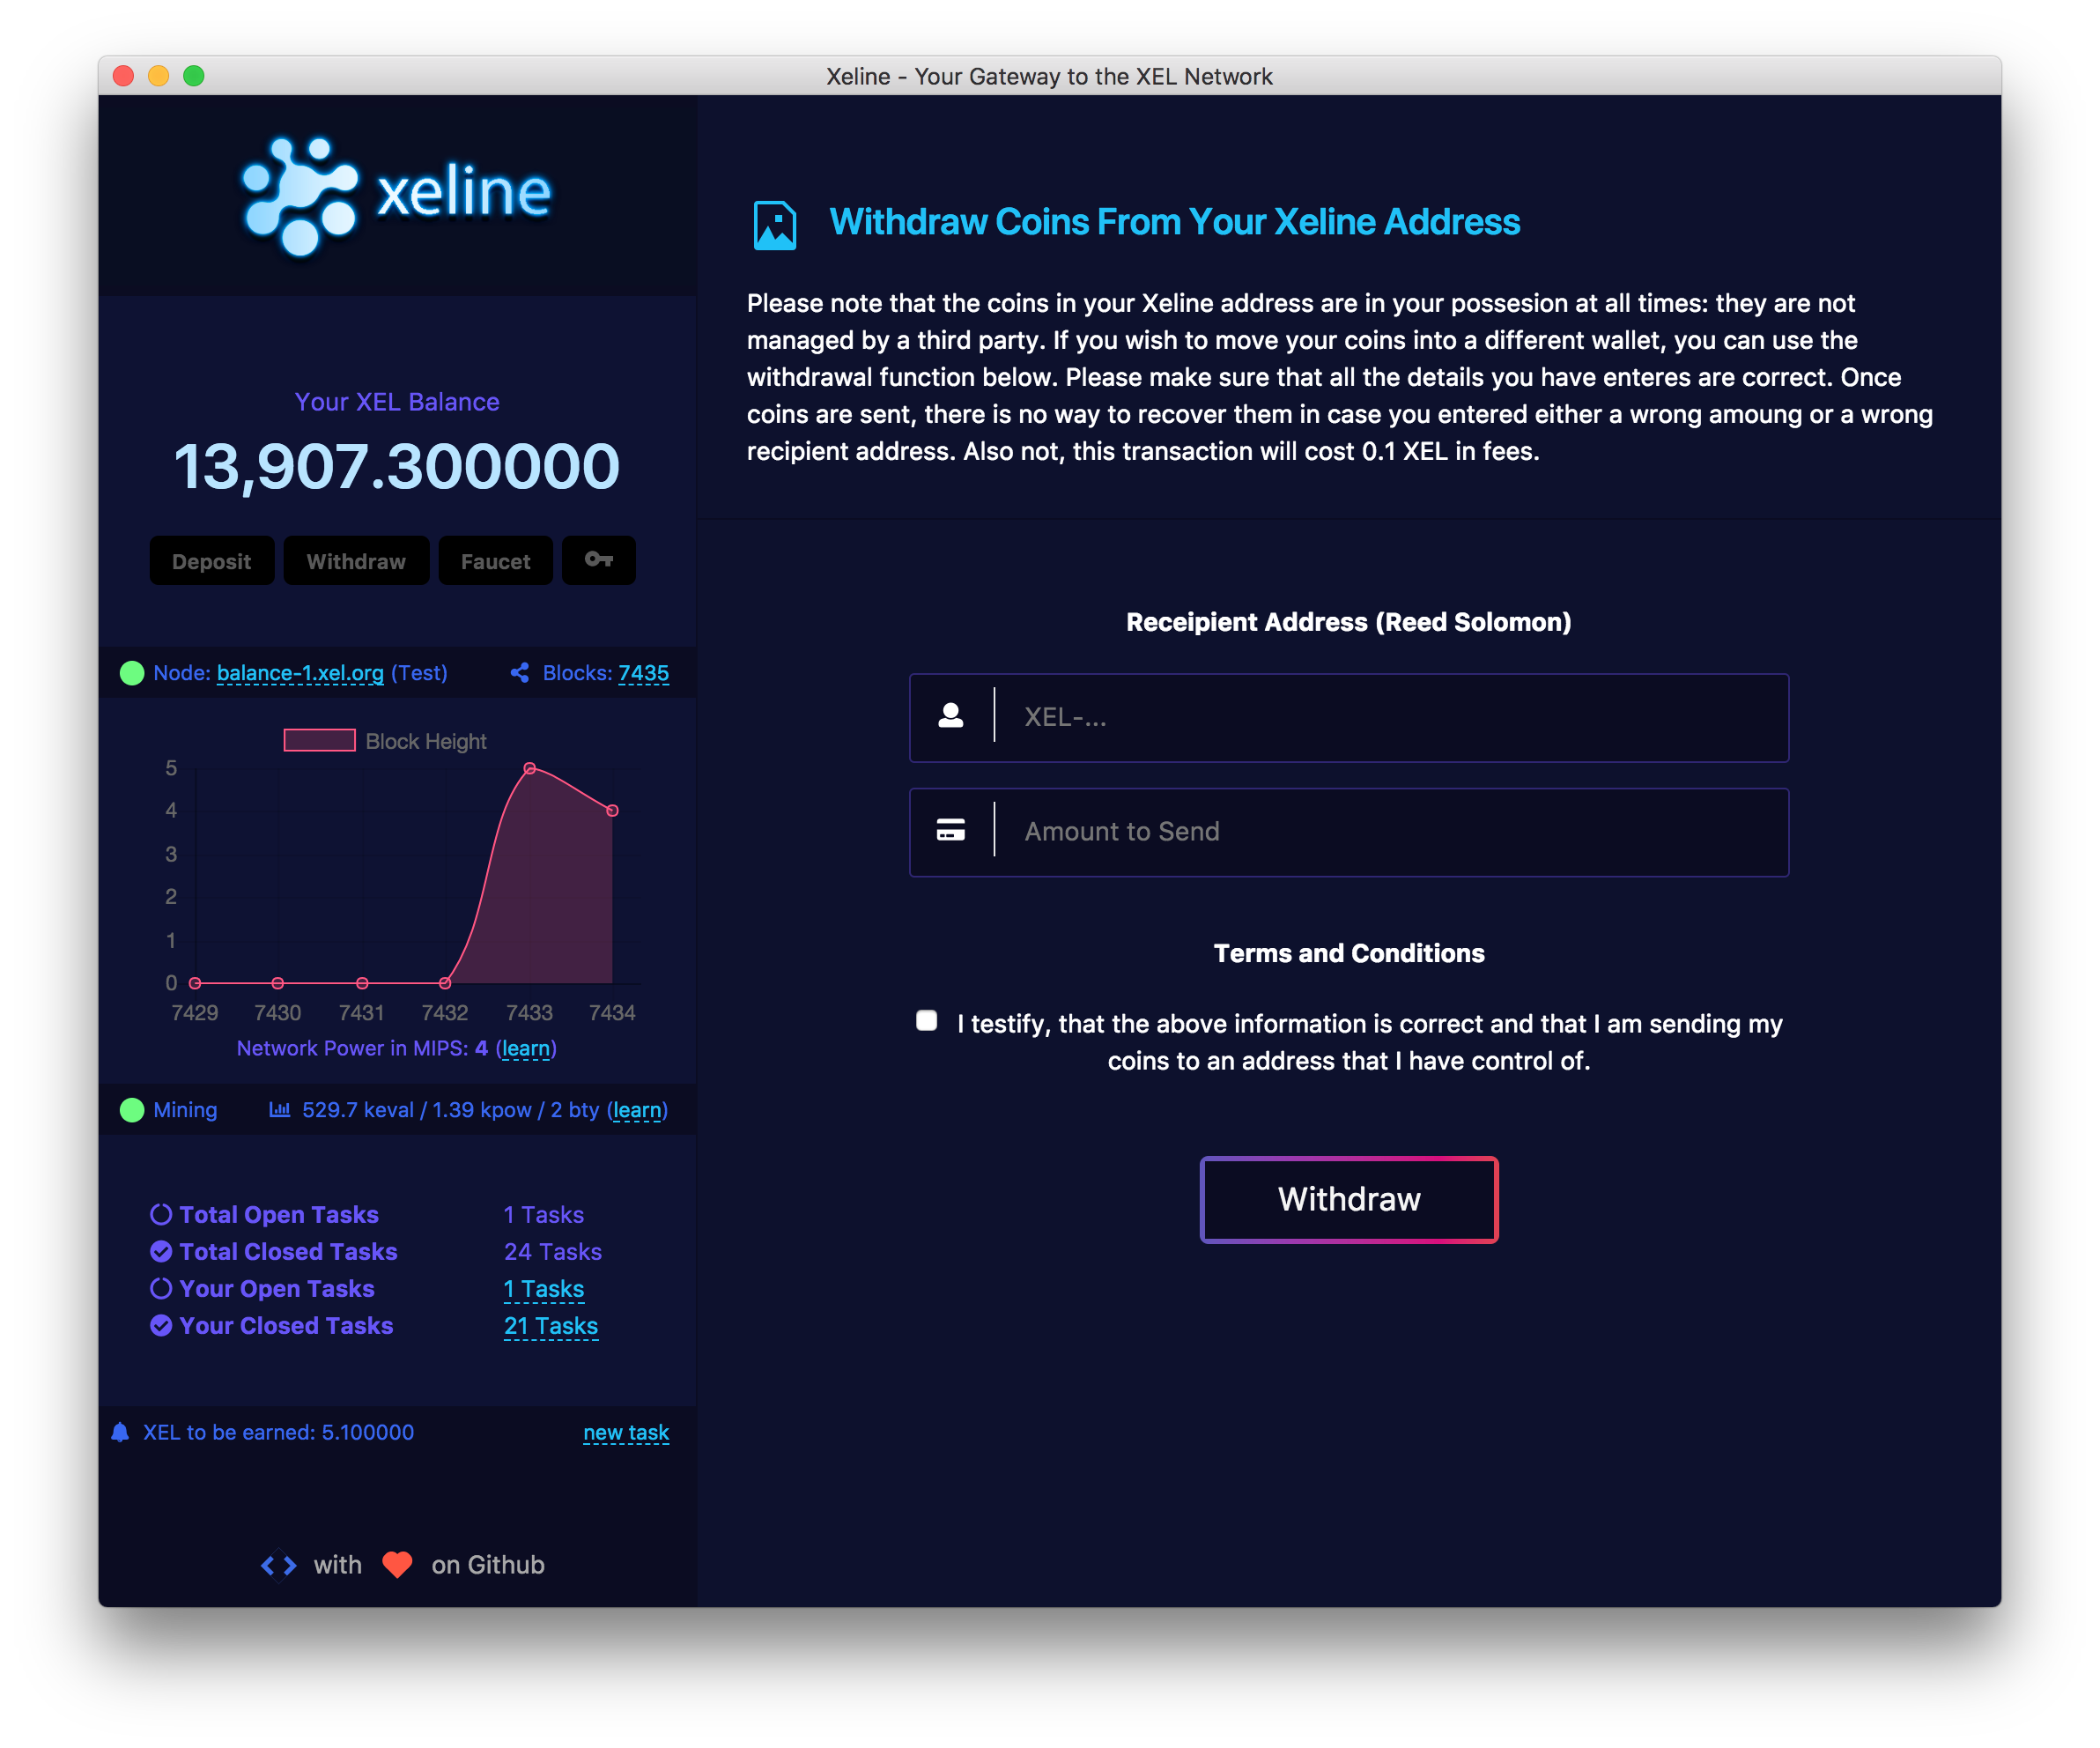 Xeline - Your Gateway to the XEL Network
xeline
Your XEL Balance
13,907.300000
Deposit Withdraw Faucet
Node: balance-1.xel.org (Test) Blocks: 7435
Block Height
5
4
3
2
1
0
7429 7430 7431 7432 7433 7434
Network Power in MIPS: 4 (learn)
Mining 529.7 keval / 1.39 kpow / 2 bty (learn)
Total Open Tasks 1 Tasks
Total Closed Tasks 24 Tasks
Your Open Tasks 1 Tasks
Your Closed Tasks 21 Tasks
XEL to be earned: 5.100000 new task
with on Github
Withdraw Coins From Your Xeline Address
Please note that the coins in your Xeline address are in your possesion at all times: they are not
managed by a third party. If you wish to move your coins into a different wallet, you can use the
withdrawal function below. Please make sure that all the details you have enteres are correct. Once
coins are sent, there is no way to recover them in case you entered either a wrong amoung or a wrong
recipient address. Also not, this transaction will cost 0.1 XEL in fees.
Receipient Address (Reed Solomon)
XEL-...
Amount to Send
Terms and Conditions
I testify, that the above information is correct and that I am sending my
coins to an address that I have control of.
Withdraw